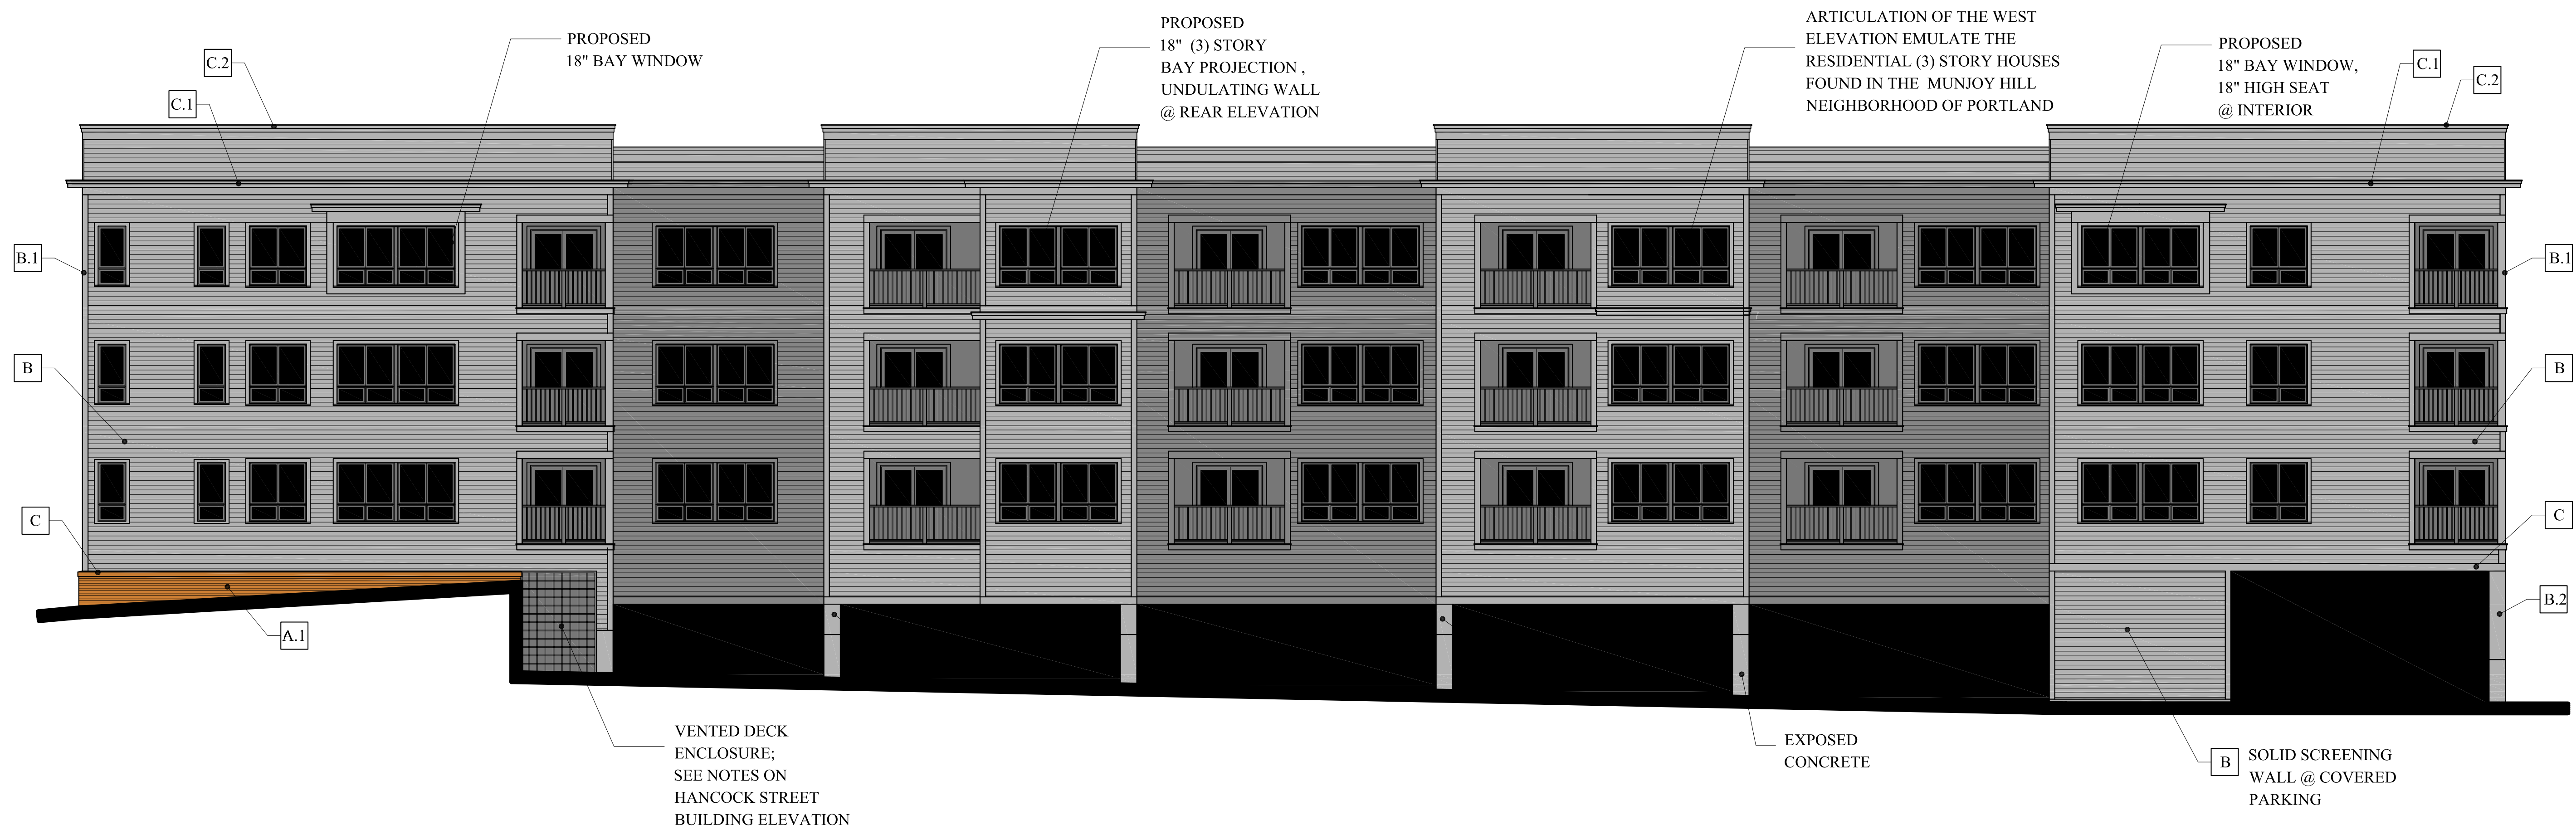 PROPOSED
18" BAY WINDOW
PROPOSED
18" (3) STORY
BAY PROJECTION ,
UNDULATING WALL
@ REAR ELEVATION
ARTICULATION OF THE WEST
ELEVATION EMULATE THE
RESIDENTIAL (3) STORY HOUSES
FOUND IN THE MUNJOY HILL
NEIGHBORHOOD OF PORTLAND
PROPOSED
18" BAY WINDOW,
18" HIGH SEAT
@ INTERIOR
C.2
C.1
C.1
C.2
B.1
B.1
B
B
C
C
B.2
A.1
VENTED DECK
ENCLOSURE;
SEE NOTES ON
HANCOCK STREET
BUILDING ELEVATION
EXPOSED
CONCRETE
B
SOLID SCREENING
WALL @ COVERED
PARKING